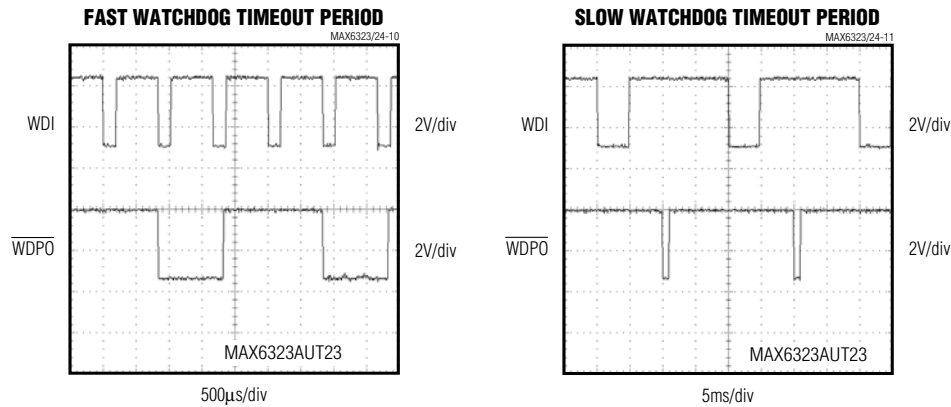 FAST WATCHDOG TIMEOUT PERIOD
MAX6323/24-10
WDI
2V/div
WDPO
2V/div
MAX6323AUT23
500μs/div
SLOW WATCHDOG TIMEOUT PERIOD
MAX6323/24-11
WDI
2V/div
WDPO
2V/div
MAX6323AUT23
5ms/div